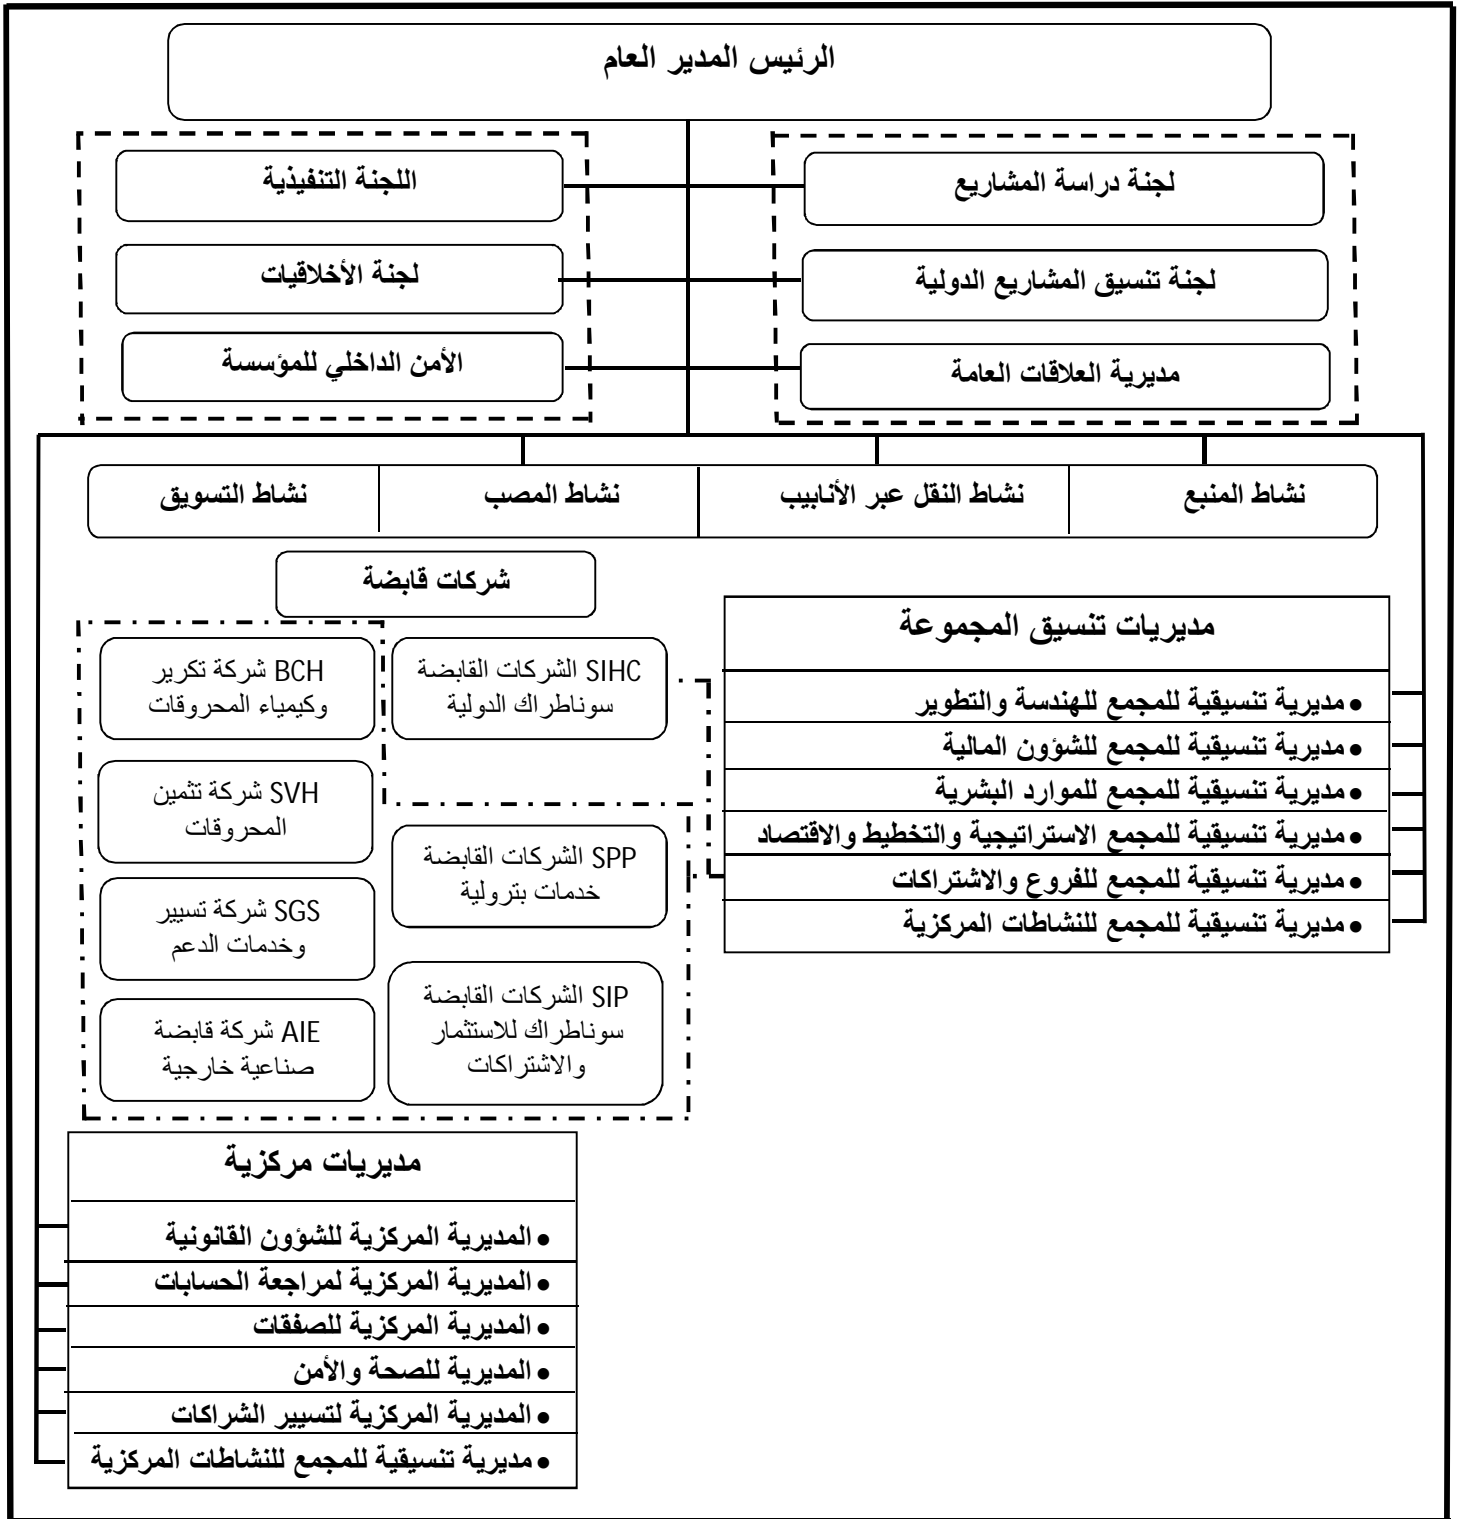 الرئيس المدير العام
لجنة دراسة المشاريع
اللجنة التنفيذية
لجنة تنسيق المشاريع الدولية
لجنة الأخلاقيات
مديرية العلاقات العامة
الأمن الداخلي للمؤسسة
نشاط المنبع
نشاط النقل عبر الأنابيب
نشاط المصب
نشاط التسويق
شركات قابضة
مديريات تنسيق المجموعة
• مديرية تنسيقية للمجمع للهندسة والتطوير
• مديرية تنسيقية للمجمع للشؤون المالية
• مديرية تنسيقية للمجمع للموارد البشرية
• مديرية تنسيقية للمجمع الاستراتيجية والتخطيط والاقتصاد
• مديرية تنسيقية للمجمع للفروع والاشتراكات
• مديرية تنسيقية للمجمع للنشاطات المركزية
SIHC الشركات القابضة
سوناطراك الدولية
BCH شركة تكرير
وكيمياء المحروقات
SVH شركة تثمين
المحروقات
SPP الشركات القابضة
خدمات بترولية
SGS شركة تسيير
وخدمات الدعم
SIP الشركات القابضة
سوناطراك للاستثمار
والاشتراكات
AIE شركة قابضة
صناعية خارجية
مديريات مركزية
• المديرية المركزية للشؤون القانونية
• المديرية المركزية لمراجعة الحسابات
• المديرية المركزية للصفقات
• المديرية للصحة والأمن
• المديرية المركزية لتسيير الشراكات
• مديرية تنسيقية للمجمع للنشاطات المركزية